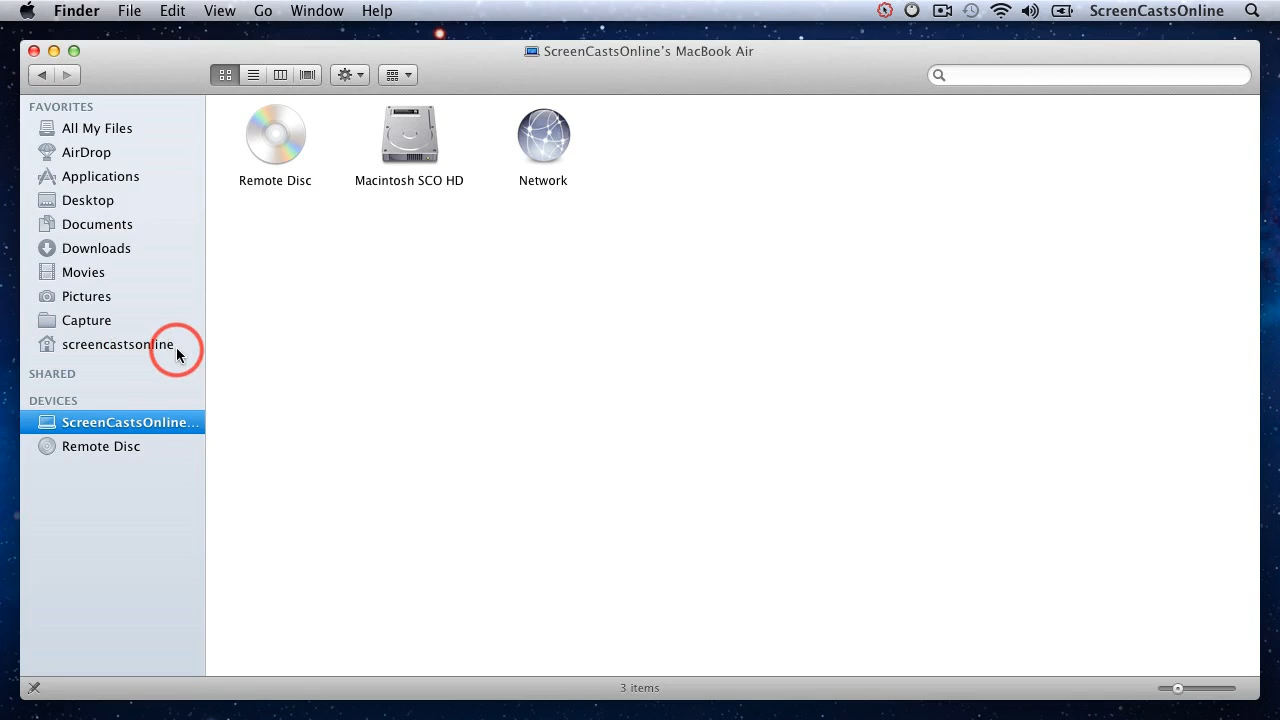 Finder File Edit View Go Window Help ScreenCastsOnline
ScreenCastsOnline's MacBook Air
FAVORITES
All My Files
AirDrop
Applications
Desktop
Documents
Downloads
Movies
Pictures
Capture
screencastsonline
SHARED
DEVICES
ScreenCastsOnline...
Remote Disc
Remote Disc Macintosh SCO HD Network
3 items